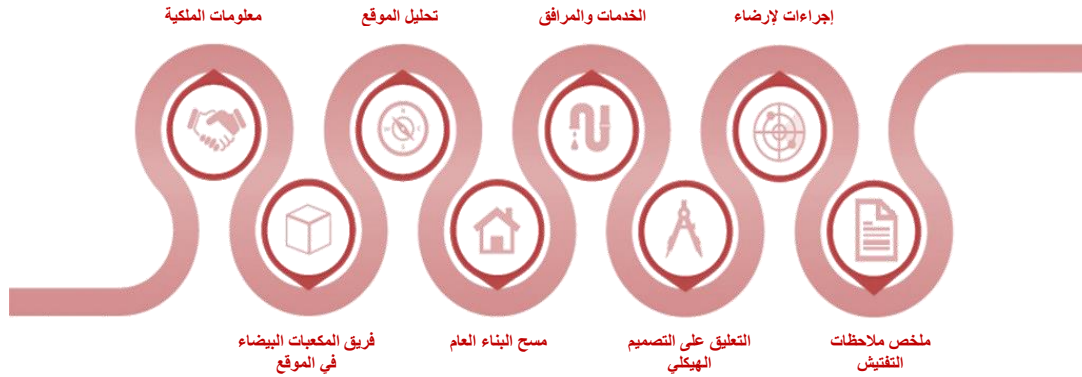 معلومات الملكية
تحليل الموقع
الخدمات والمرافق
إجراءات لإرضاء
فريق المكعبات البيضاء
في الموقع
مسح البناء العام
التعليق على التصميم
الهيكلي
ملخص ملاحظات
التفتيش